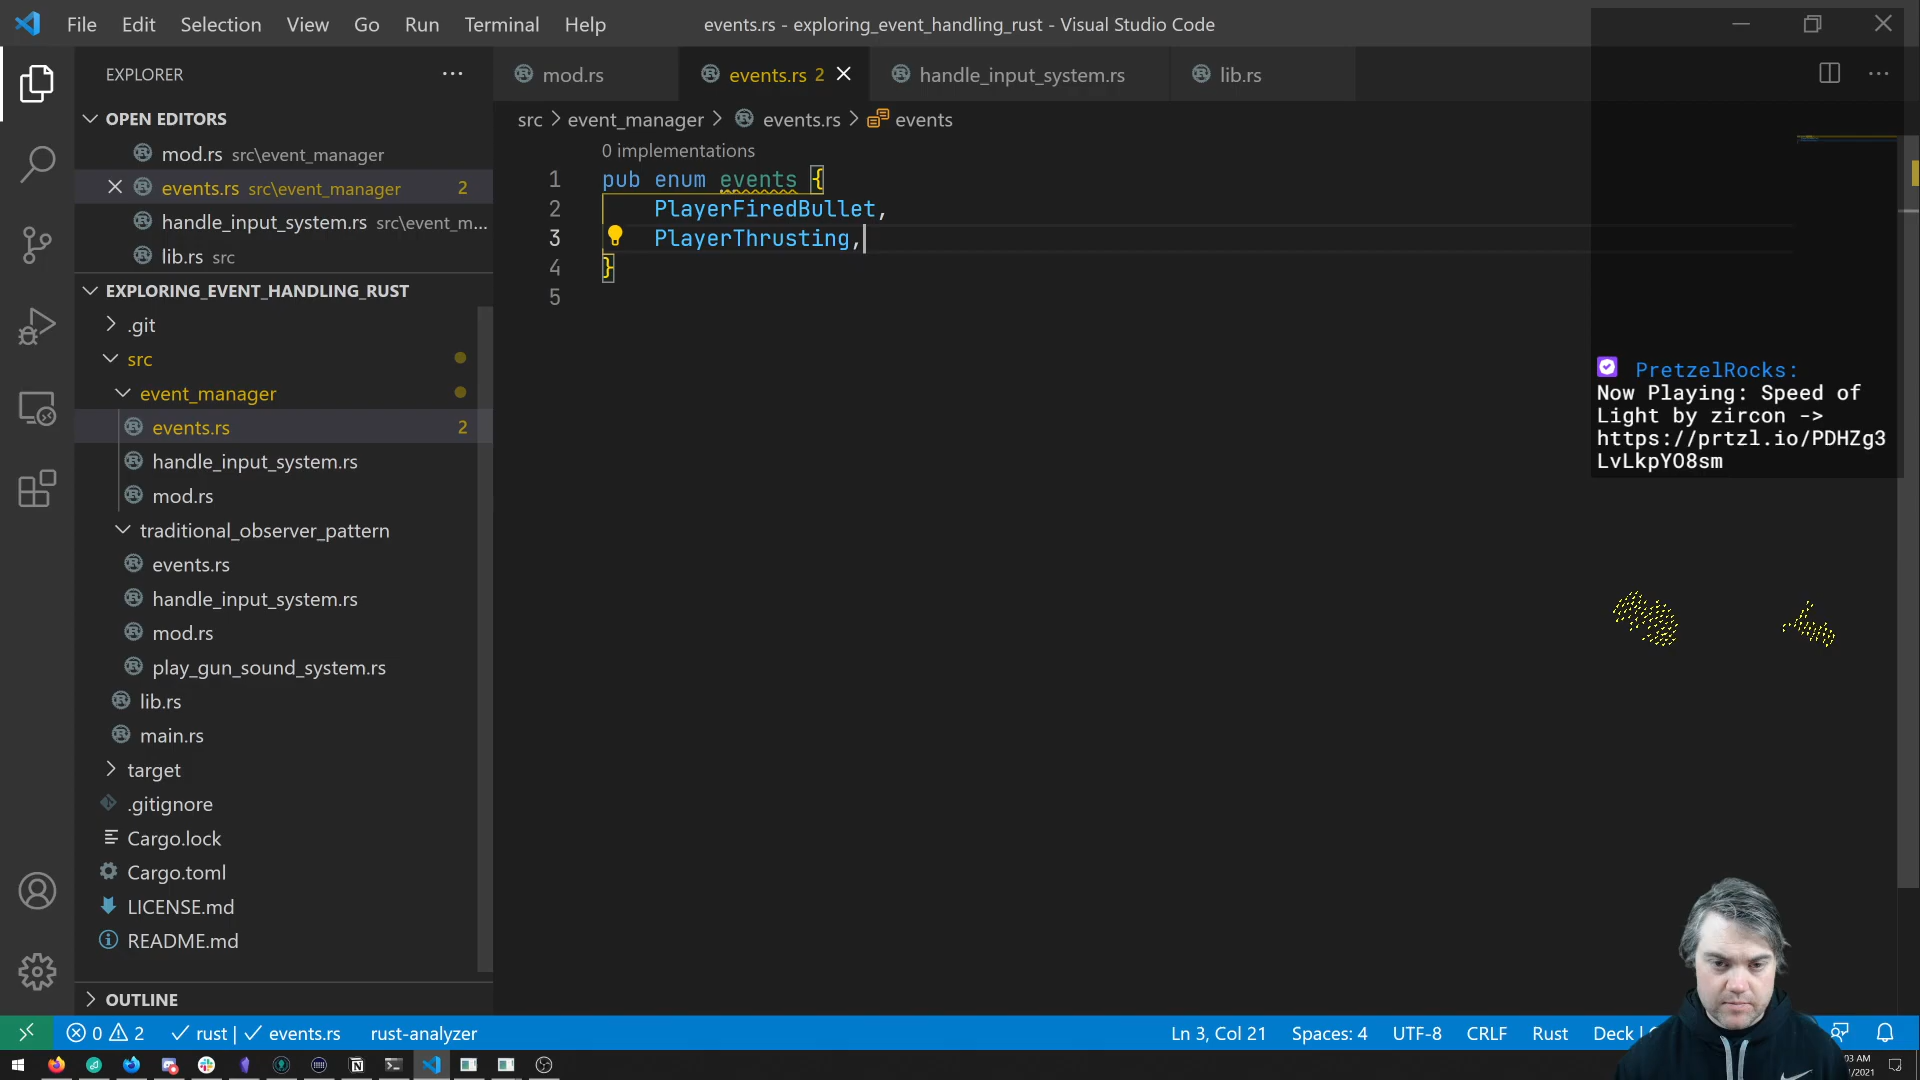 File Edit Selection View Go Run Terminal Help
events.rs - exploring_event_handling_rust - Visual Studio Code
EXPLORER
OPEN EDITORS
mod.rs src\event_manager
events.rs src\event_manager 2
handle_input_system.rs src\event_m...
lib.rs src
EXPLORING_EVENT_HANDLING_RUST
.git
src
event_manager
events.rs 2
handle_input_system.rs
mod.rs
traditional_observer_pattern
events.rs
handle_input_system.rs
mod.rs
play_gun_sound_system.rs
lib.rs
main.rs
target
.gitignore
Cargo.lock
Cargo.toml
LICENSE.md
README.md
OUTLINE
mod.rs events.rs 2 handle_input_system.rs lib.rs
src > event_manager > events.rs > events
0 implementations
1 pub enum events {
2 PlayerFiredBullet,
3 PlayerThrusting,
4 }
5
PretzelRocks:
Now Playing: Speed of
Light by zircon ->
https://prtzl.io/PDHZg3
LvLkpYO8sm
0 2 rust | events.rs rust-analyzer
Ln 3, Col 21 Spaces: 4 UTF-8 CRLF Rust Deck